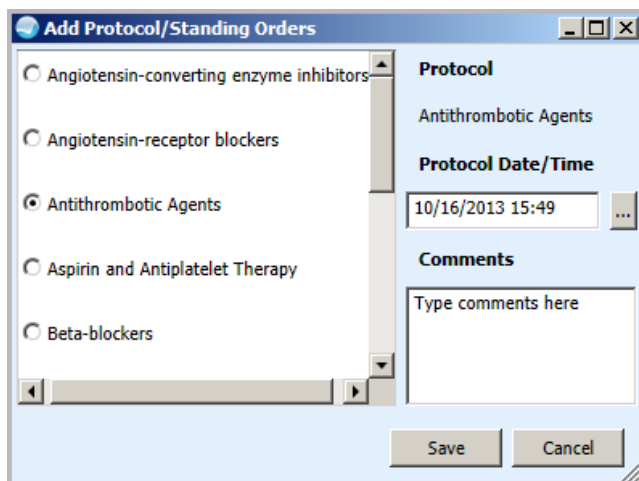 Add Protocol/Standing Orders
Angiotensin-converting enzyme inhibitors
Angiotensin-receptor blockers
Antithrombotic Agents
Aspirin and Antiplatelet Therapy
Beta-blockers
Protocol
Antithrombotic Agents
Protocol Date/Time
10/16/2013 15:49
...
Comments
Type comments here
Save
Cancel